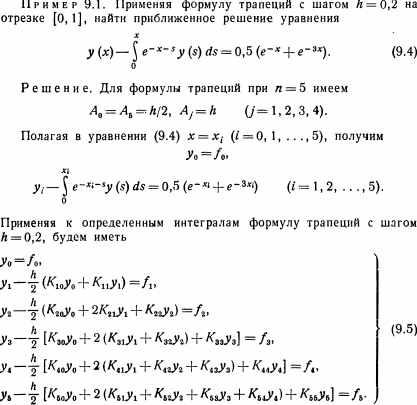 Пример 9.1. Применяя формулу трапеций с шагом h = 0,2 на
отрезке [0, 1], найти приближенное решение уравнения
y (x) — ∫₀ˣ e⁻ˣ⁻ˢ y (s) ds = 0,5 (e⁻ˣ + e⁻³ˣ). (9.4)
Решение. Для формулы трапеций при n = 5 имеем
A₀ = A₅ = h/2, Aⱼ = h (j = 1, 2, 3, 4).
Полагая в уравнении (9.4) x = xᵢ (i = 0, 1, ..., 5), получим
y₀ = f₀,
yᵢ — ∫₀^{xᵢ} e^{-xᵢ-s} y (s) ds = 0,5 (e^{-xᵢ} + e^{-3xᵢ}) (i = 1, 2, ..., 5).
Применяя к определенным интегралам формулу трапеций с шагом
h = 0,2, будем иметь
y₀ = f₀,
y₁ — h/2 (K₁₀y₀ + K₁₁y₁) = f₁,
y₂ — h/2 (K₂₀y₀ + 2K₂₁y₁ + K₂₂y₂) = f₂,
y₃ — h/2 [K₃₀y₀ + 2 (K₃₁y₁ + K₃₂y₂) + K₃₃y₃] = f₃, (9.5)
y₄ — h/2 [K₄₀y₀ + 2 (K₄₁y₁ + K₄₂y₂ + K₄₃y₃) + K₄₄y₄] = f₄,
y₅ — h/2 [K₅₀y₀ + 2 (K₅₁y₁ + K₅₂y₂ + K₅₃y₃ + K₅₄y₄) + K₅₅y₅] = f₅.